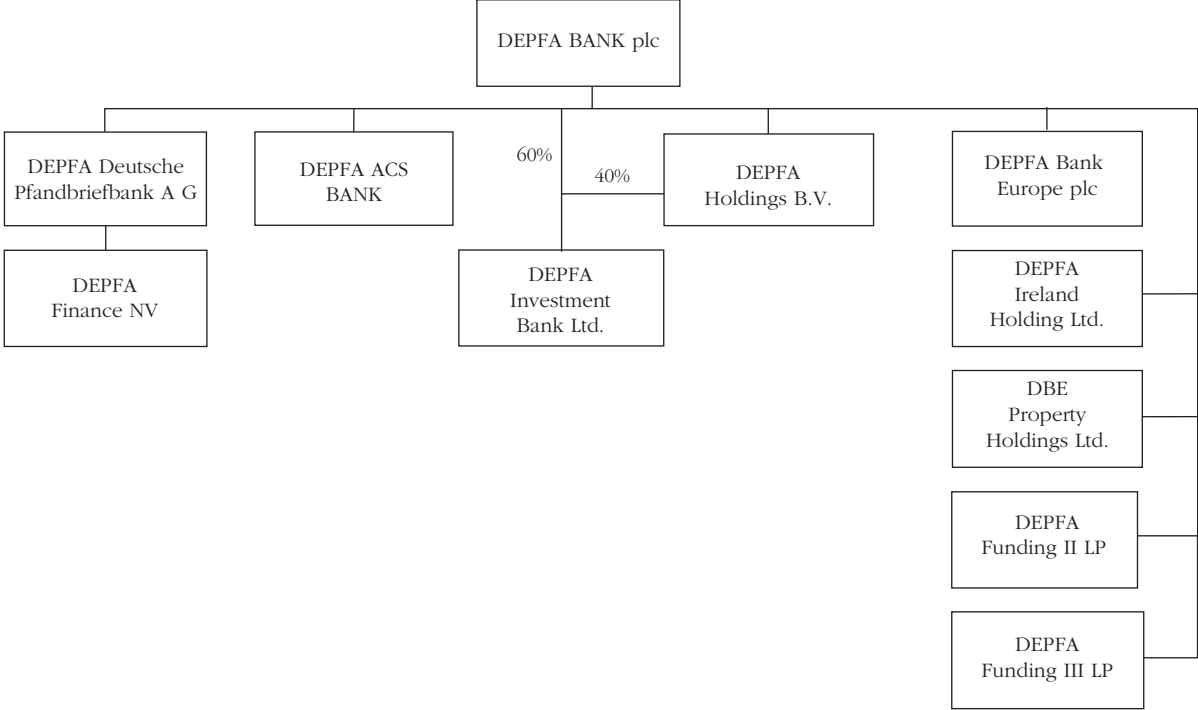 DEPFA BANK plc
DEPFA Deutsche
Pfandbriefbank A G
DEPFA ACS
BANK
60%
40%
DEPFA
Holdings B.V.
DEPFA Bank
Europe plc
DEPFA
Finance NV
DEPFA
Investment
Bank Ltd.
DEPFA
Ireland
Holding Ltd.
DBE
Property
Holdings Ltd.
DEPFA
Funding II LP
DEPFA
Funding III LP